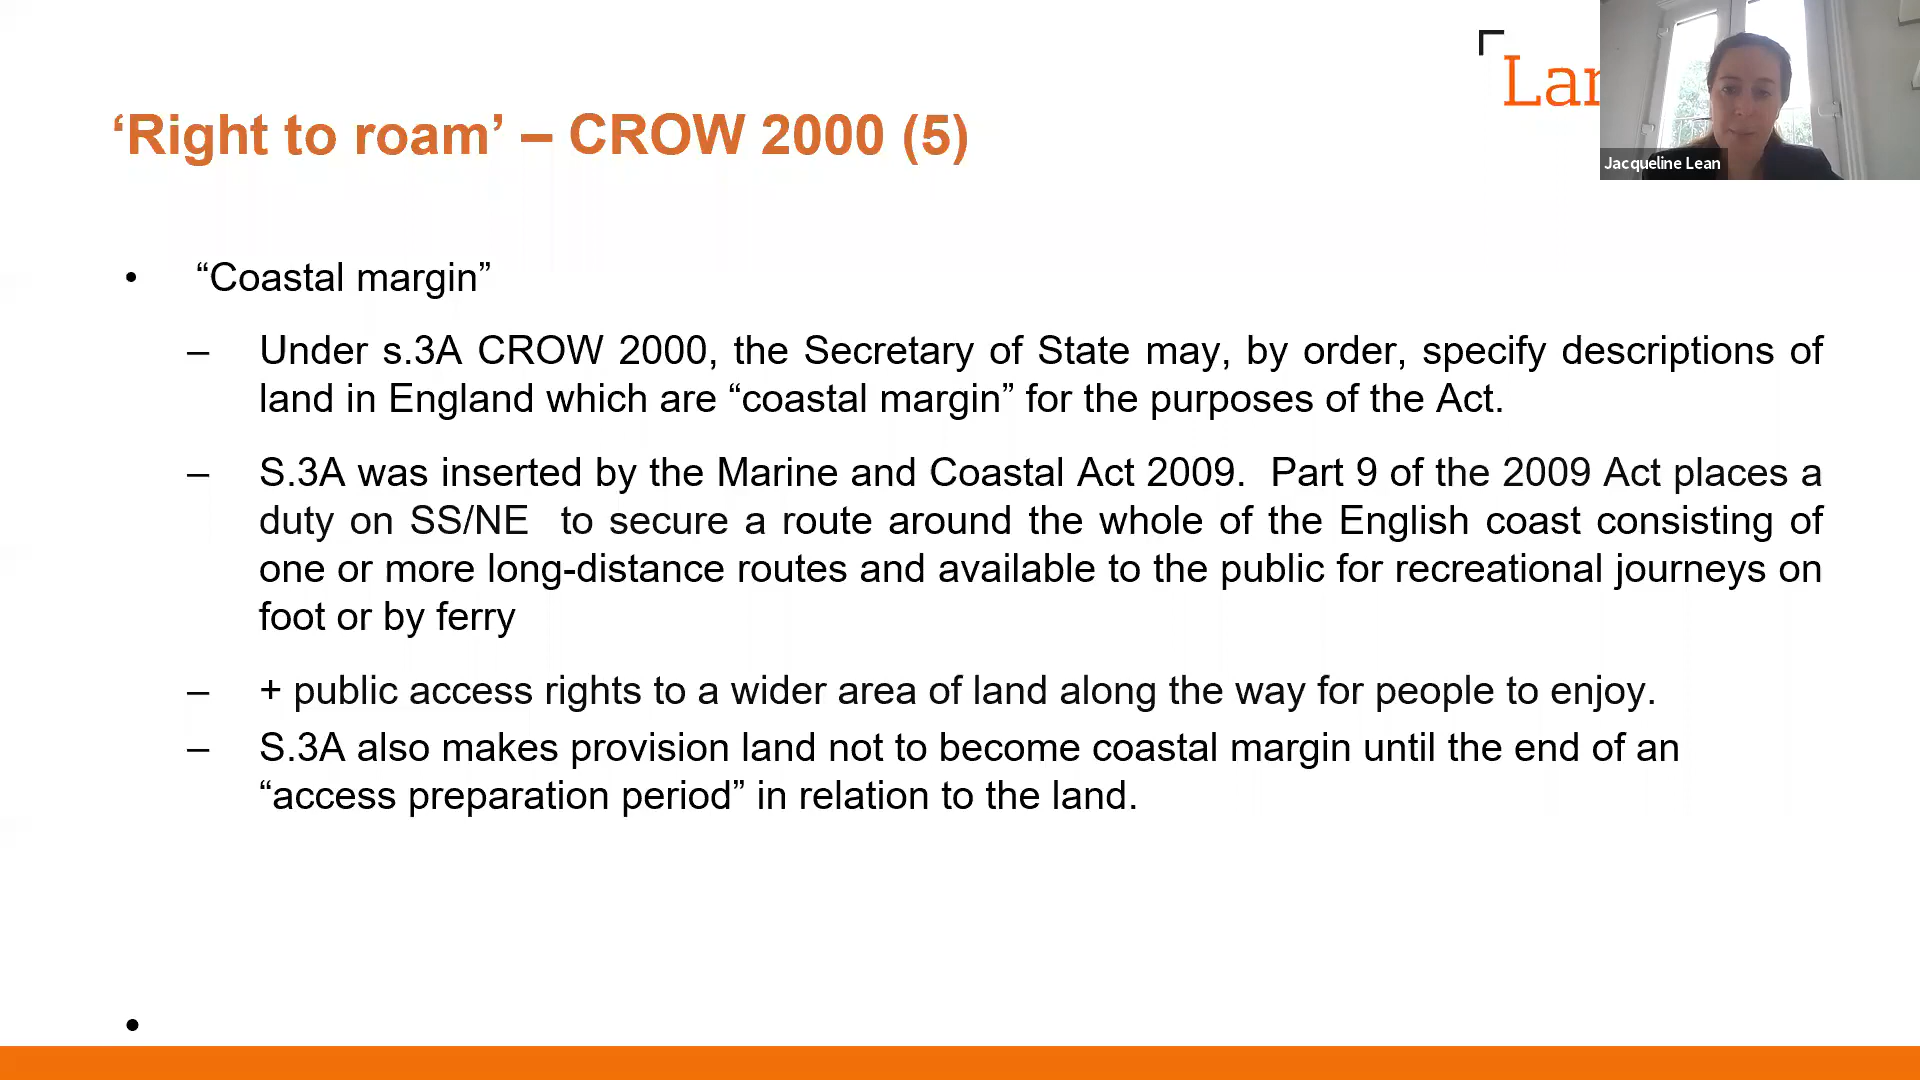 ‘Right to roam’ – CROW 2000 (5)
Lan
Jacqueline Lean
• “Coastal margin”
– Under s.3A CROW 2000, the Secretary of State may, by order, specify descriptions of
land in England which are “coastal margin” for the purposes of the Act.
– S.3A was inserted by the Marine and Coastal Act 2009. Part 9 of the 2009 Act places a
duty on SS/NE to secure a route around the whole of the English coast consisting of
one or more long-distance routes and available to the public for recreational journeys on
foot or by ferry
– + public access rights to a wider area of land along the way for people to enjoy.
– S.3A also makes provision land not to become coastal margin until the end of an
“access preparation period” in relation to the land.
•